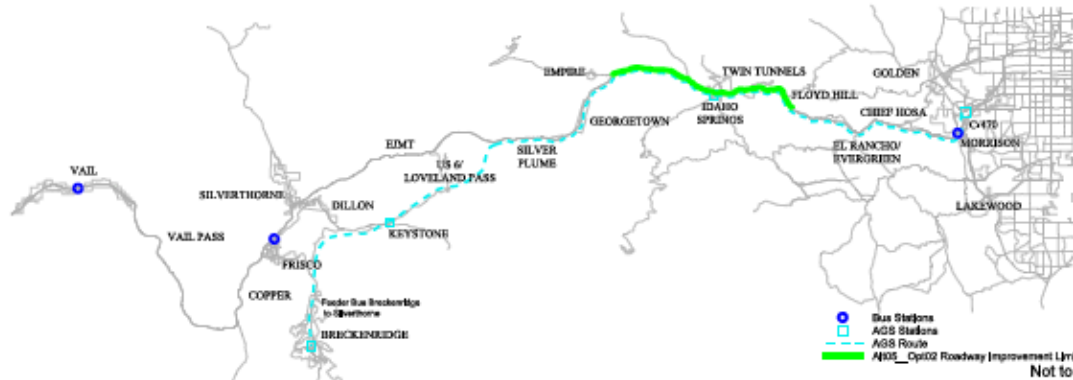 TWIN TUNNELS
GOLDEN
EMPIRE
FLOYD HILL
IDAHO
SPRINGS
CHIEF HOSA
GEORGETOWN
C-470
MORRISON
EL RANCHO/
EVERGREEN
SILVER
PLUME
EJMT
US 6/
LOVELAND PASS
VAIL
SILVERTHORNE
DILLON
LAKEWOOD
KEYSTONE
VAIL PASS
FRISCO
COPPER
Feeder Bus Breckenridge
to Silverthorne
BRECKENRIDGE
Bus Stations
AGS Stations
AGS Route
Alt05__Opt02 Roadway Improvement Limi
Not to